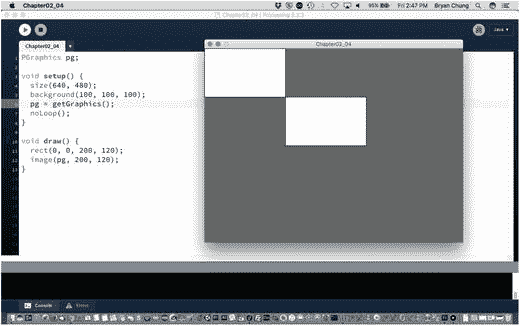 95% Fri 2:47 PM Bryan Chung
Chapter02_04 | Processing 3.2.3
Java
Chapter02_04
Chapter02_04
PGraphics pg;
void setup() {
size(640, 480);
background(100, 100, 100);
pg = getGraphics();
noLoop();
}
void draw() {
rect(0, 0, 200, 120);
image(pg, 200, 120);
}
Console
Errors